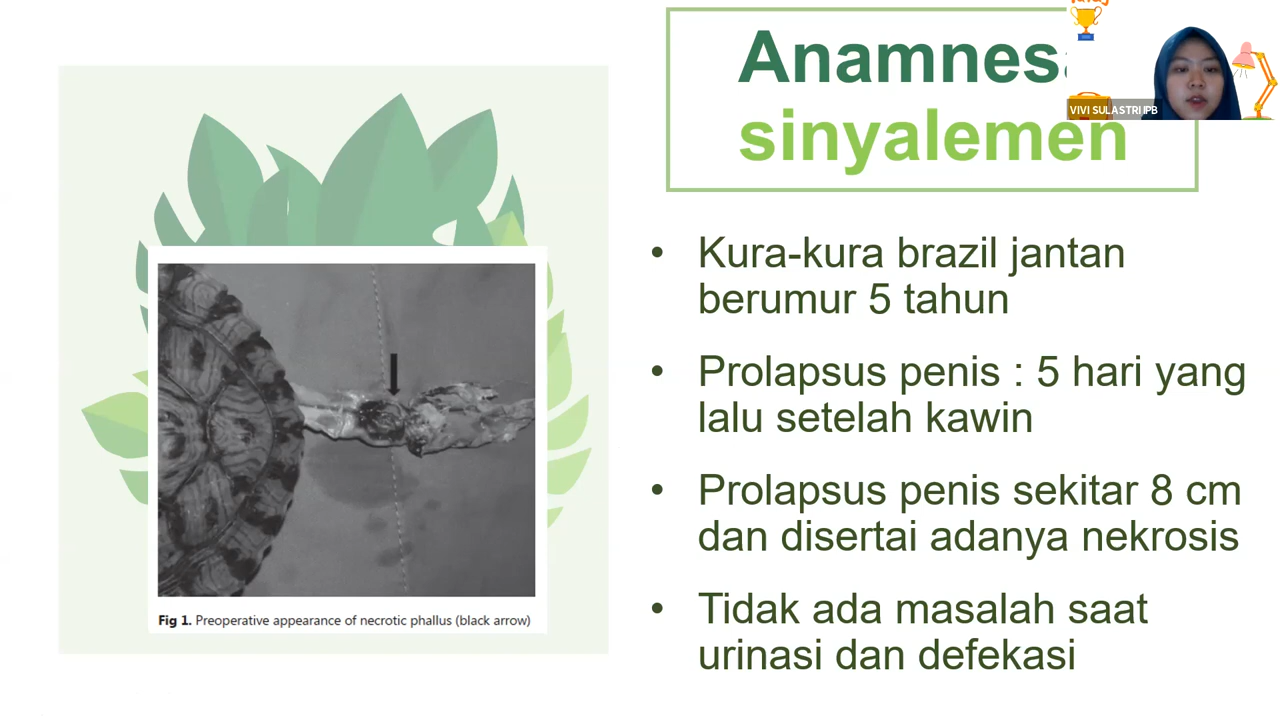 Anamnesa
sinyalemen
VIVI SULASTRI IPB
• Kura-kura brazil jantan
berumur 5 tahun
• Prolapsus penis : 5 hari yang
lalu setelah kawin
• Prolapsus penis sekitar 8 cm
dan disertai adanya nekrosis
• Tidak ada masalah saat
urinasi dan defekasi
Fig 1. Preoperative appearance of necrotic phallus (black arrow)